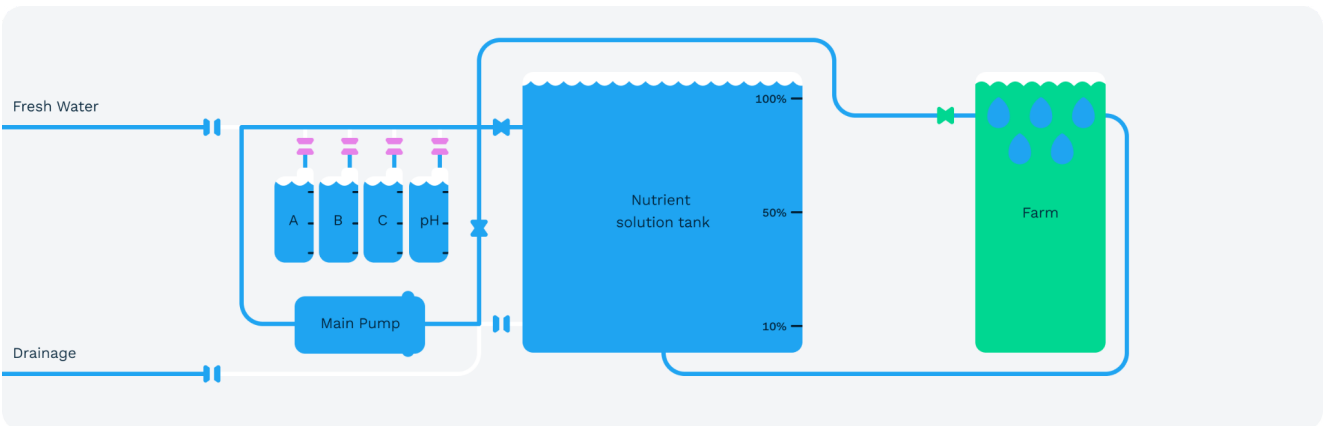 Fresh Water
100%
A
B
C
pH
Nutrient
solution tank
50%
Farm
Main Pump
10%
Drainage